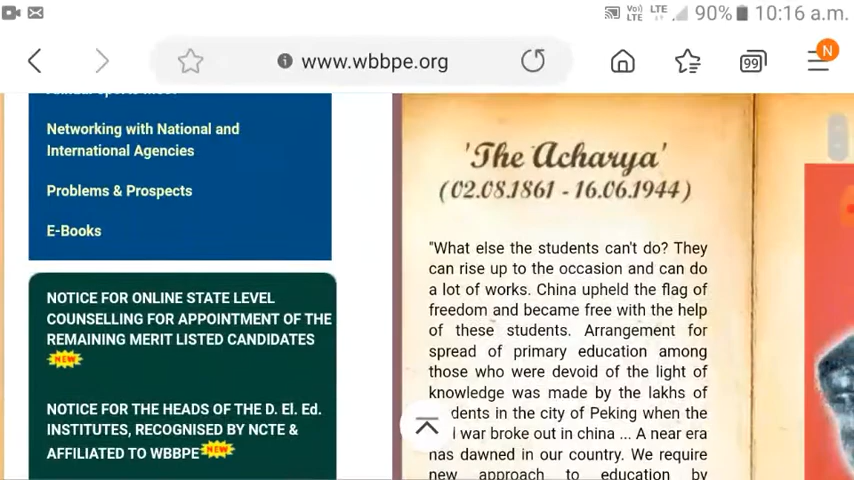 Vo) LTE LTE 90% 10:16 a.m.
www.wbbpe.org 99 N
Networking with National and
International Agencies
Problems & Prospects
E-Books
NOTICE FOR ONLINE STATE LEVEL
COUNSELLING FOR APPOINTMENT OF THE
REMAINING MERIT LISTED CANDIDATES
NEW
NOTICE FOR THE HEADS OF THE D. El. Ed.
INSTITUTES, RECOGNISED BY NCTE &
AFFILIATED TO WBBPE NEW
'The Acharya'
(02.08.1861 - 16.06.1944)
"What else the students can't do? They
can rise up to the occasion and can do
a lot of works. China upheld the flag of
freedom and became free with the help
of these students. Arrangement for
spread of primary education among
those who were devoid of the light of
knowledge was made by the lakhs of
dents in the city of Peking when the
l war broke out in china ... A near era
has dawned in our country. We require
new approach to education by